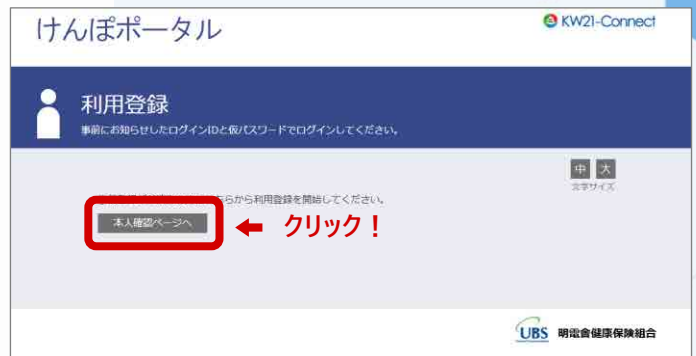 けんぽポータル
KW21-Connect
利用登録
事前にお知らせしたログインIDと仮パスワードでログインしてください。
中 大
文字サイズ
ちらから利用登録を開始してください。
本人確認ページへ
クリック！
UBS 明電舎健康保険組合